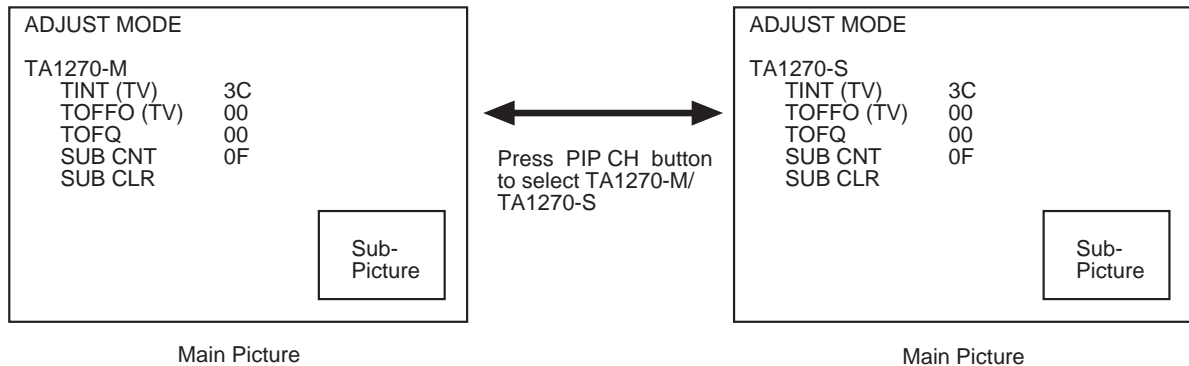 ADJUST MODE
TA1270-M
TINT (TV) 3C
TOFFO (TV) 00
TOFQ 00
SUB CNT 0F
SUB CLR
Sub-
Picture
Main Picture
Press PIP CH button
to select TA1270-M/
TA1270-S
ADJUST MODE
TA1270-S
TINT (TV) 3C
TOFFO (TV) 00
TOFQ 00
SUB CNT 0F
SUB CLR
Sub-
Picture
Main Picture